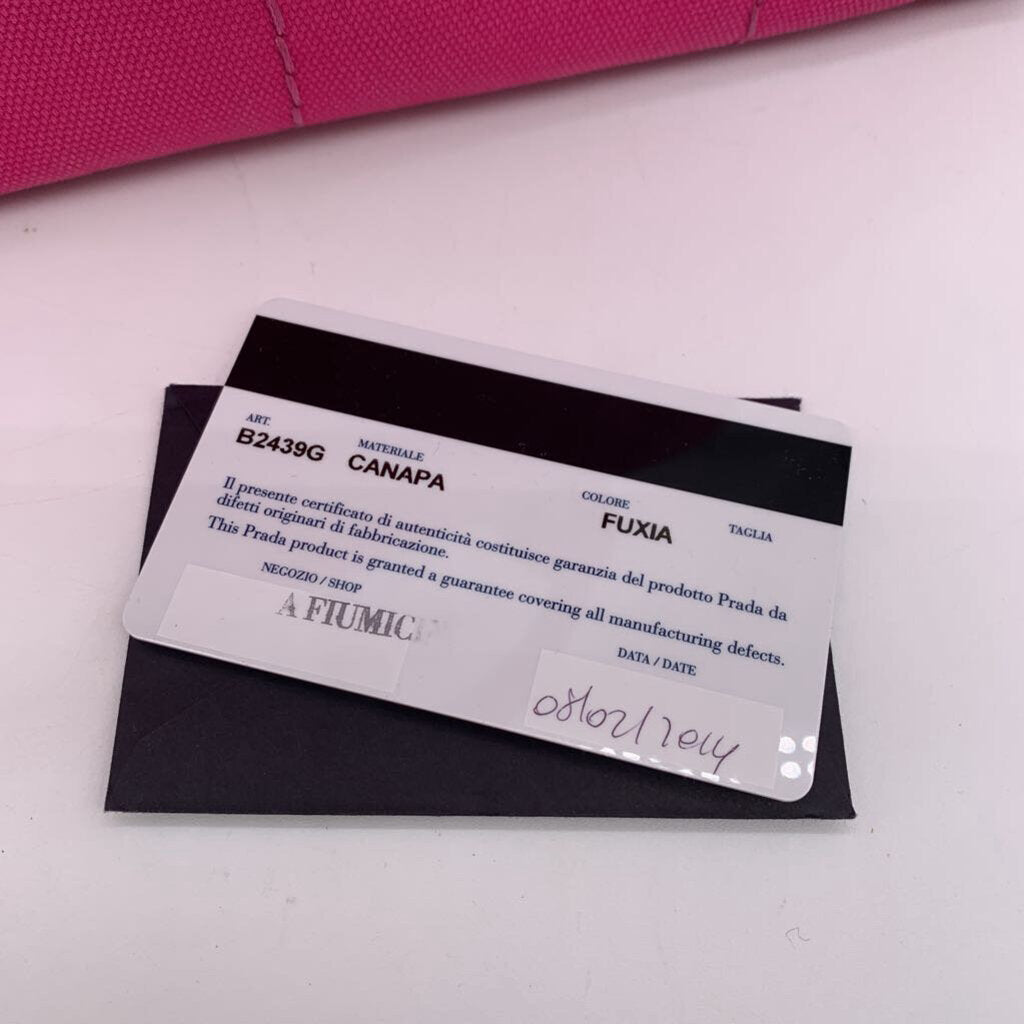 ART.
B2439G
MATERIALE
CANAPA
COLORE
FUXIA
TAGLIA
Il presente certificato di autenticità costituisce garanzia del prodotto Prada da
difetti originari di fabbricazione.
This Prada product is granted a guarantee covering all manufacturing defects.
NEGOZIO / SHOP
A FIUMIC
DATA / DATE
08/02/2014